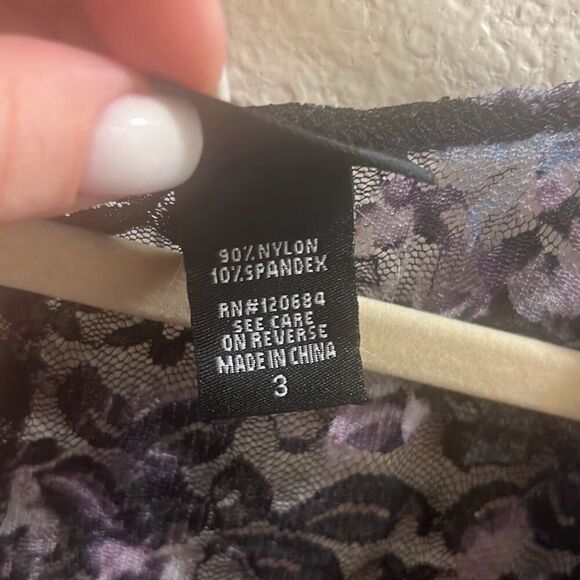 90% NYLON
10% SPANDEX
RN#120684
SEE CARE
ON REVERSE
MADE IN CHINA
3